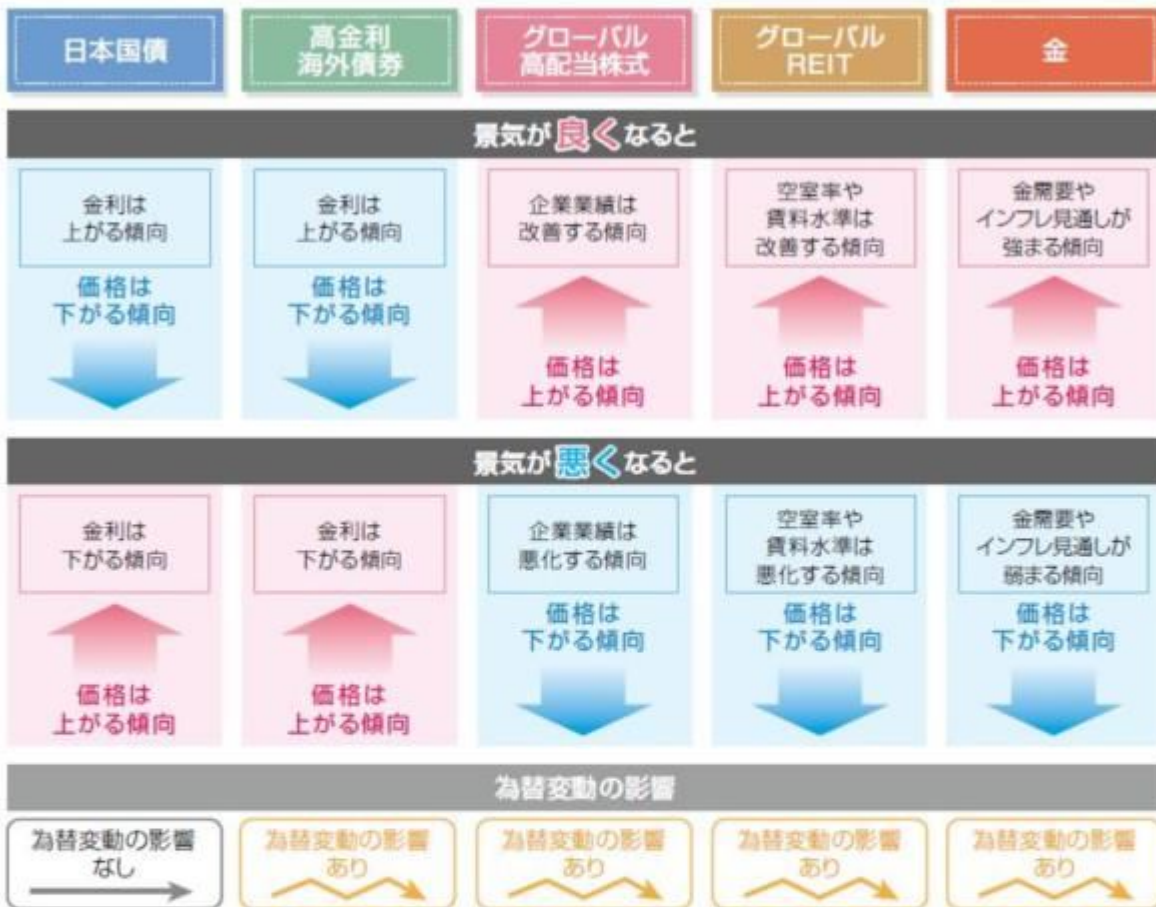 日本国債
高金利
海外債券
グローバル
高配当株式
グローバル
REIT
金
景気が良くなると
金利は
上がる傾向
価格は
下がる傾向
金利は
上がる傾向
価格は
下がる傾向
企業業績は
改善する傾向
価格は
上がる傾向
空室率や
賃料水準は
改善する傾向
価格は
上がる傾向
金需要や
インフレ見通しが
強まる傾向
価格は
上がる傾向
景気が悪くなると
金利は
下がる傾向
価格は
上がる傾向
金利は
下がる傾向
価格は
上がる傾向
企業業績は
悪化する傾向
価格は
下がる傾向
空室率や
賃料水準は
悪化する傾向
価格は
下がる傾向
金需要や
インフレ見通しが
弱まる傾向
価格は
下がる傾向
為替変動の影響
為替変動の影響
なし
為替変動の影響
あり
為替変動の影響
あり
為替変動の影響
あり
為替変動の影響
あり